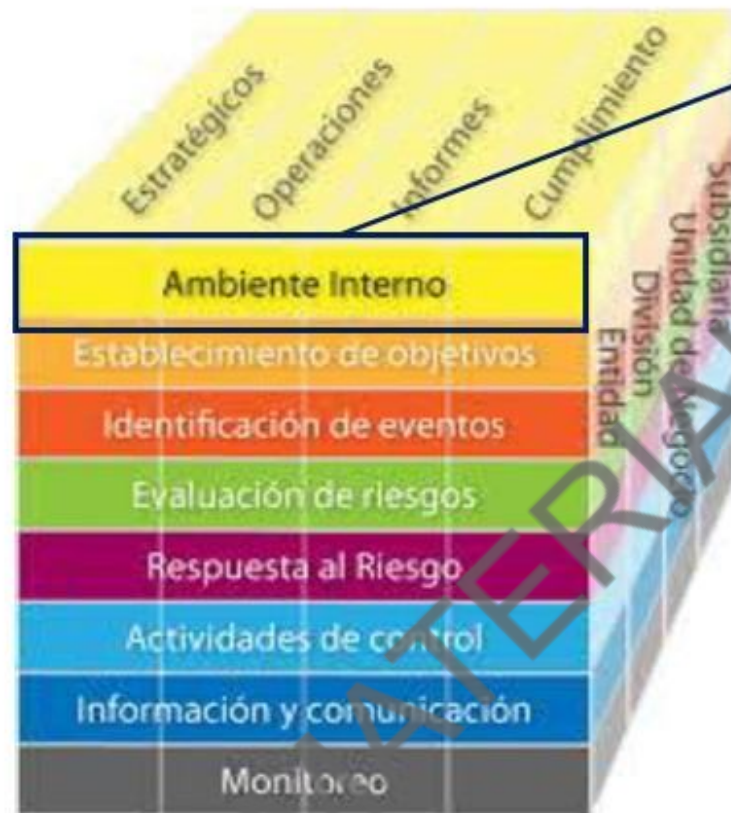 Estratégicos
Operaciones
Informes
Cumplimiento
Ambiente Interno
Establecimiento de objetivos
Identificación de eventos
Evaluación de riesgos
Respuesta al Riesgo
Actividades de control
Información y comunicación
Monitoreo
Entidad
División
Unidad de Negocio
Subsidiaria